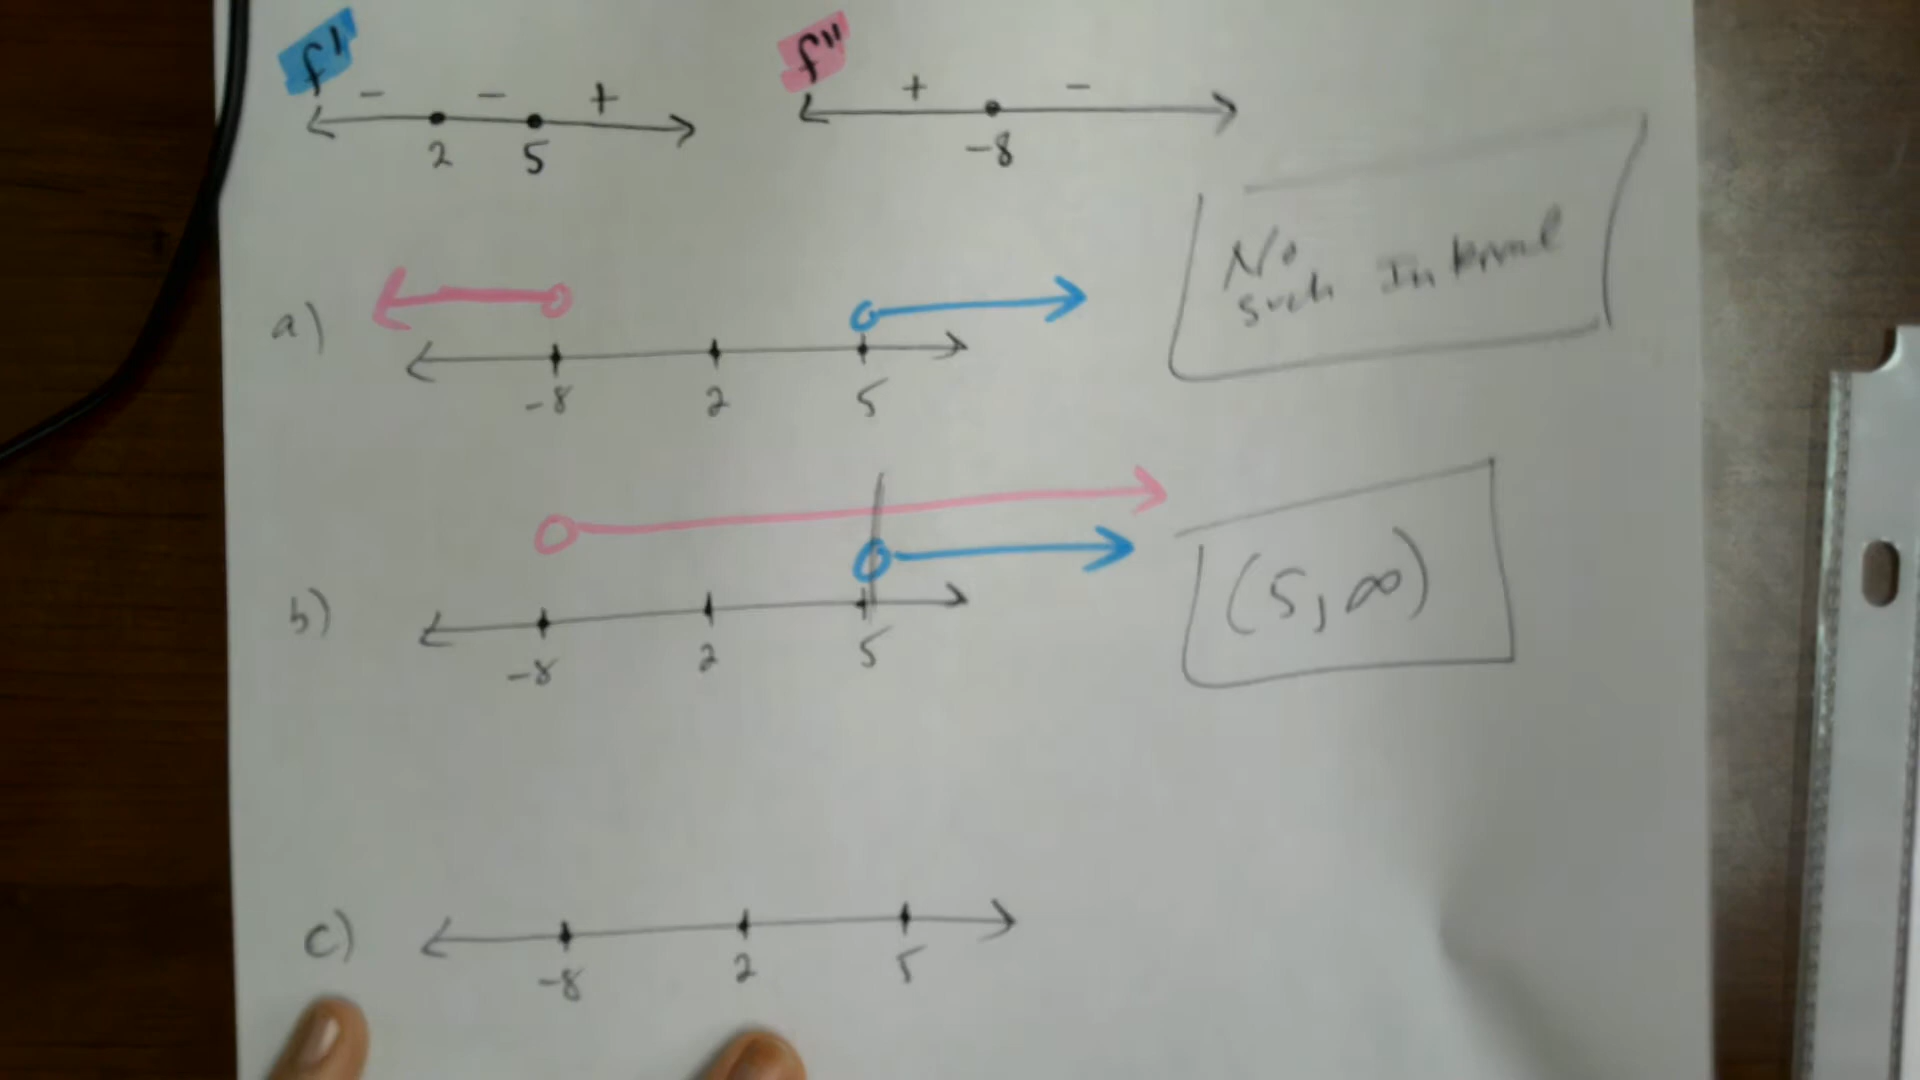 f' f"
- - + + -
2 5 -8
a)
-8 2 5
No
such Interval
b)
-8 2 5
(5, ∞)
c)
-8 2 5